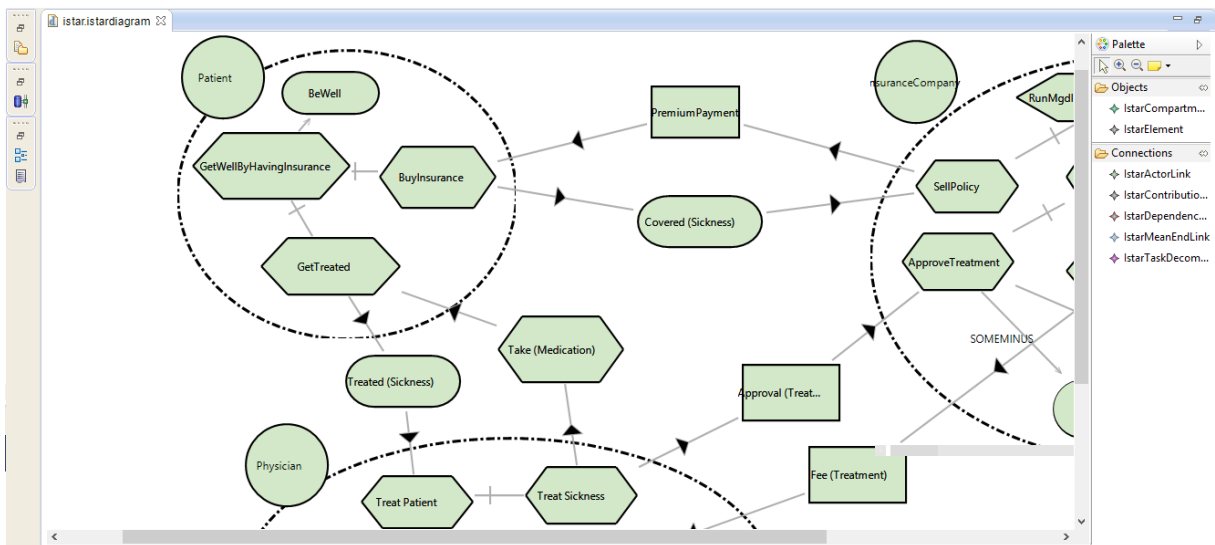 istar.istardiagram
Patient
BeWell
GetWellByHavingInsurance
BuyInsurance
GetTreated
PremiumPayment
Covered (Sickness)
nsuranceCompany
RunMgdI
SellPolicy
ApproveTreatment
SOMEMINUS
Take (Medication)
Treated (Sickness)
Approval (Treat...
Physician
Treat Patient
Treat Sickness
Fee (Treatment)
Palette
Objects
IstarCompartm...
IstarElement
Connections
IstarActorLink
IstarContributio...
IstarDependenc...
IstarMeanEndLink
IstarTaskDecom...